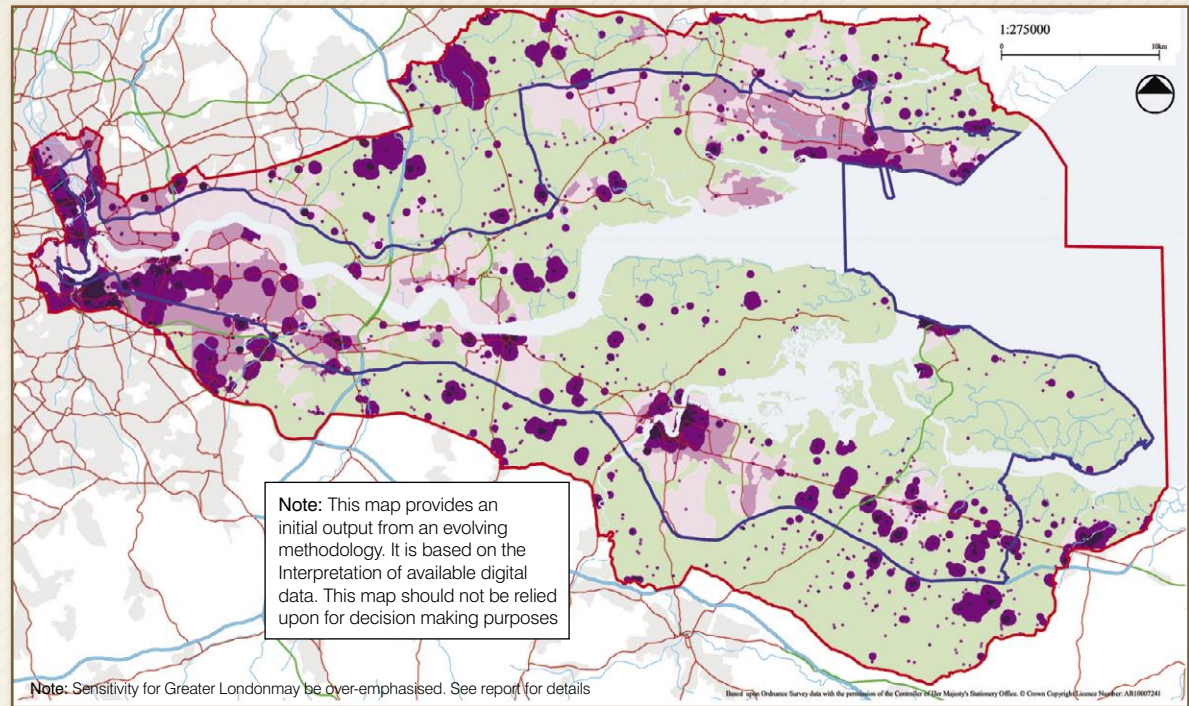 1:275000
0 10km
Note: This map provides an
initial output from an evolving
methodology. It is based on the
Interpretation of available digital
data. This map should not be relied
upon for decision making purposes
Note: Sensitivity for Greater Londonmay be over-emphasised. See report for details
Based upon Ordnance Survey data with the permission of the Controller of Her Majesty's Stationery Office. © Crown Copyright Licence Number: AR10007241